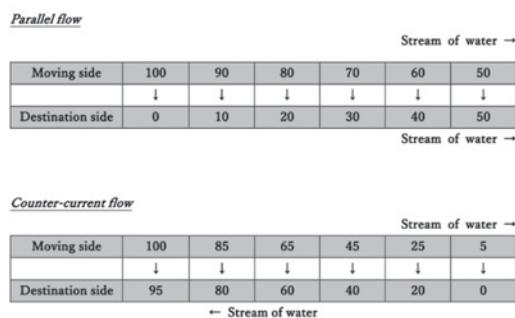 Parallel flow
Stream of water →
Moving side 100 90 80 70 60 50
↓ ↓ ↓ ↓ ↓ ↓
Destination side 0 10 20 30 40 50
Stream of water →
Counter-current flow
Stream of water →
Moving side 100 85 65 45 25 5
↓ ↓ ↓ ↓ ↓ ↓
Destination side 95 80 60 40 20 0
← Stream of water